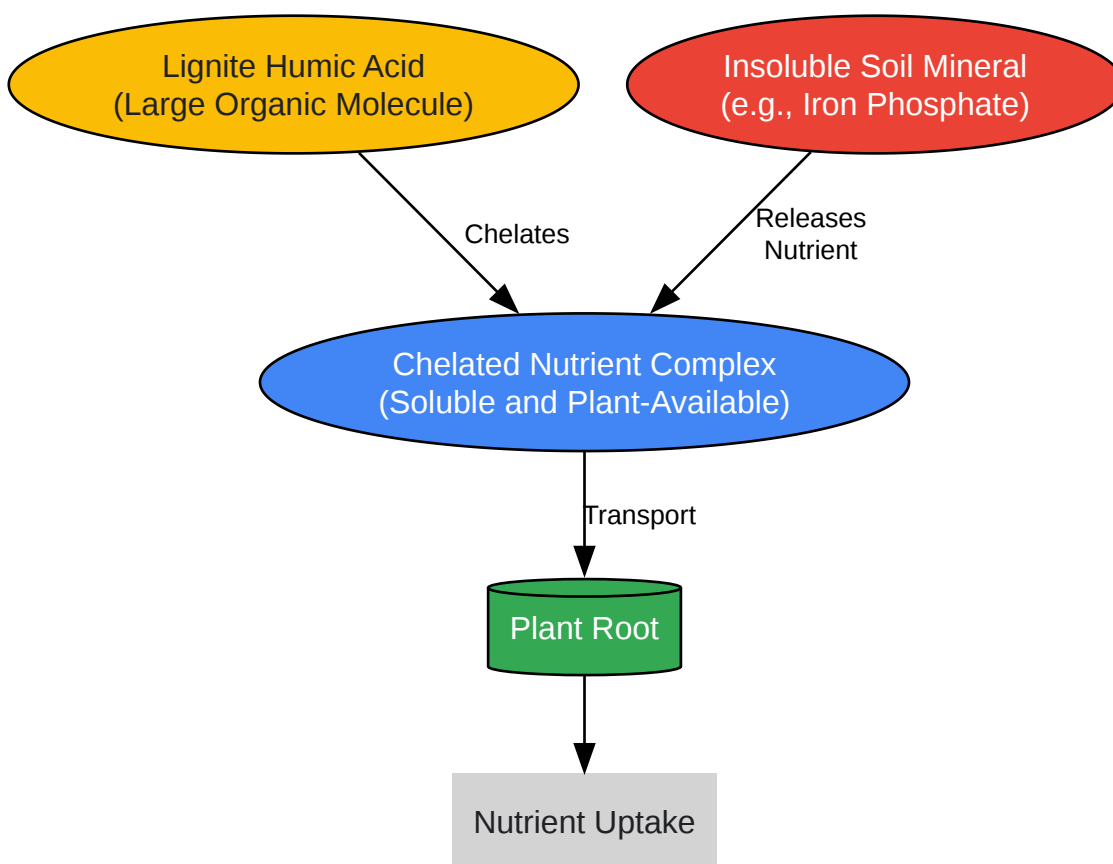 Lignite Humic Acid
(Large Organic Molecule)
Insoluble Soil Mineral
(e.g., Iron Phosphate)
Chelates
Releases
Nutrient
Chelated Nutrient Complex
(Soluble and Plant-Available)
Transport
Plant Root
Nutrient Uptake